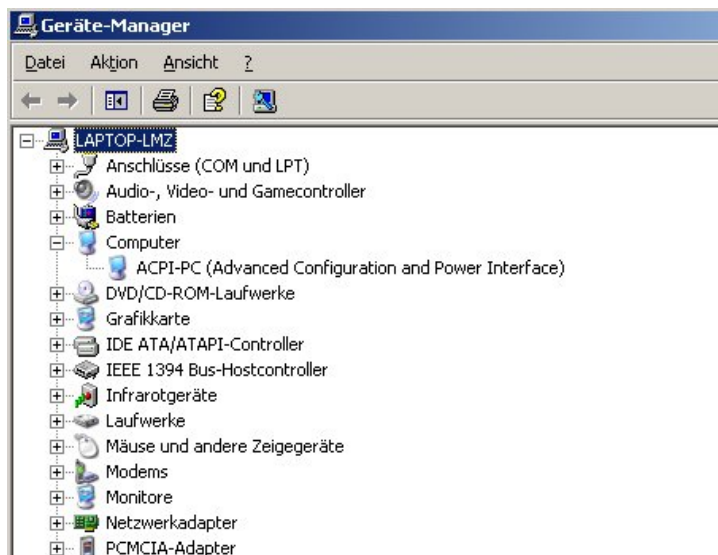 Geräte-Manager
Datei Aktion Ansicht ?
LAPTOP-LMZ
Anschlüsse (COM und LPT)
Audio-, Video- und Gamecontroller
Batterien
Computer
ACPI-PC (Advanced Configuration and Power Interface)
DVD/CD-ROM-Laufwerke
Grafikkarte
IDE ATA/ATAPI-Controller
IEEE 1394 Bus-Hostcontroller
Infrarotgeräte
Laufwerke
Mäuse und andere Zeigegeräte
Modems
Monitore
Netzwerkadapter
PCMCIA-Adapter